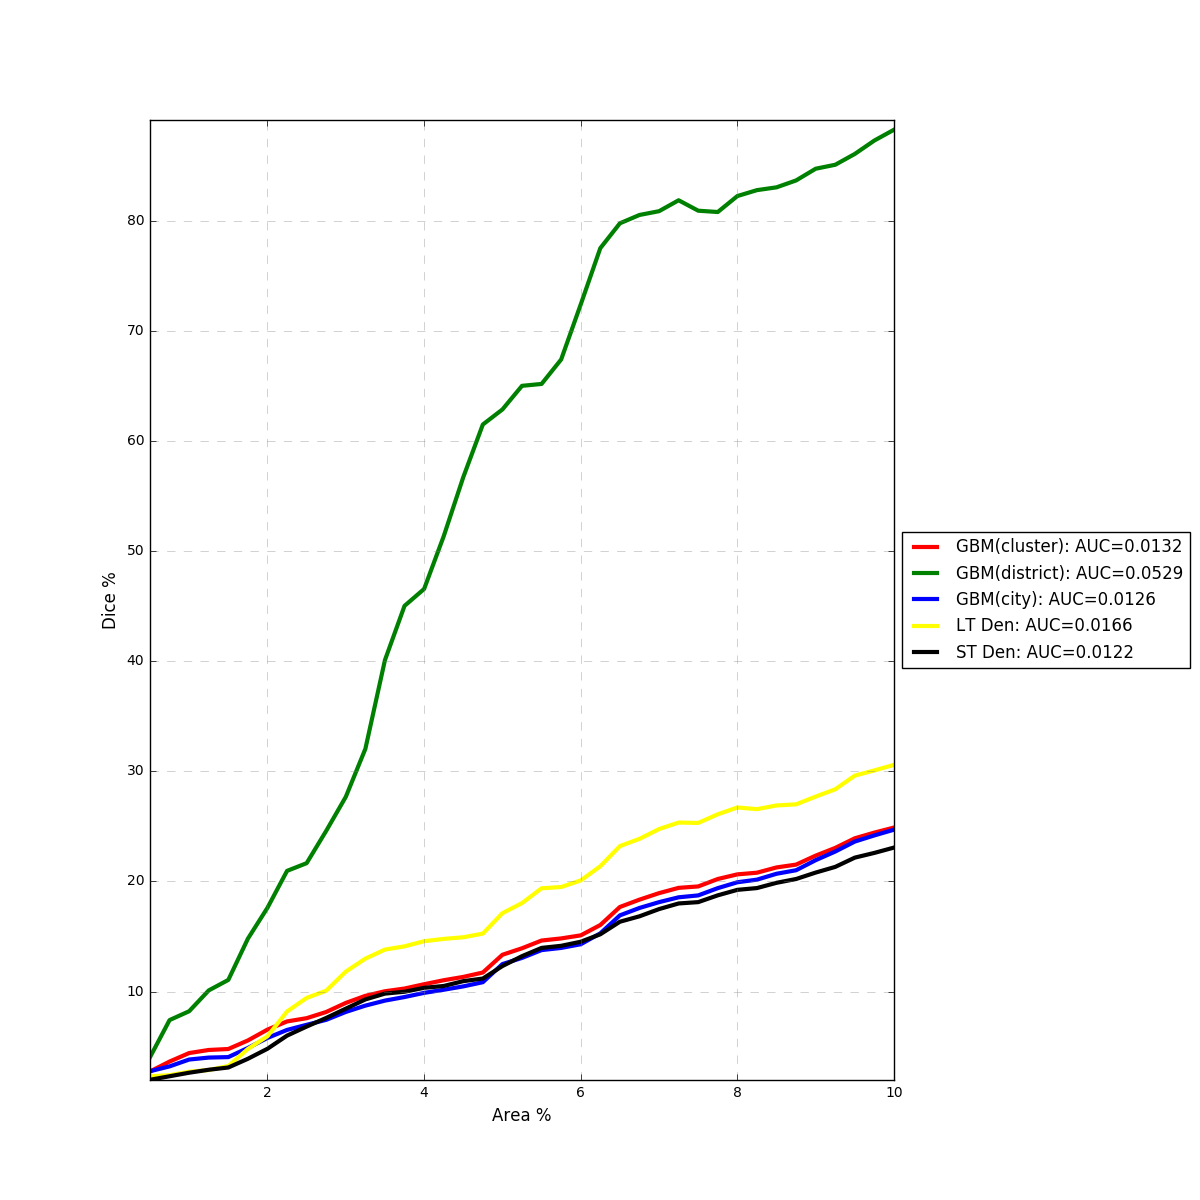 80
70
60
50
40
30
20
10
Dice %
2 4 6 8 10
Area %
GBM(cluster): AUC=0.0132
GBM(district): AUC=0.0529
GBM(city): AUC=0.0126
LT Den: AUC=0.0166
ST Den: AUC=0.0122